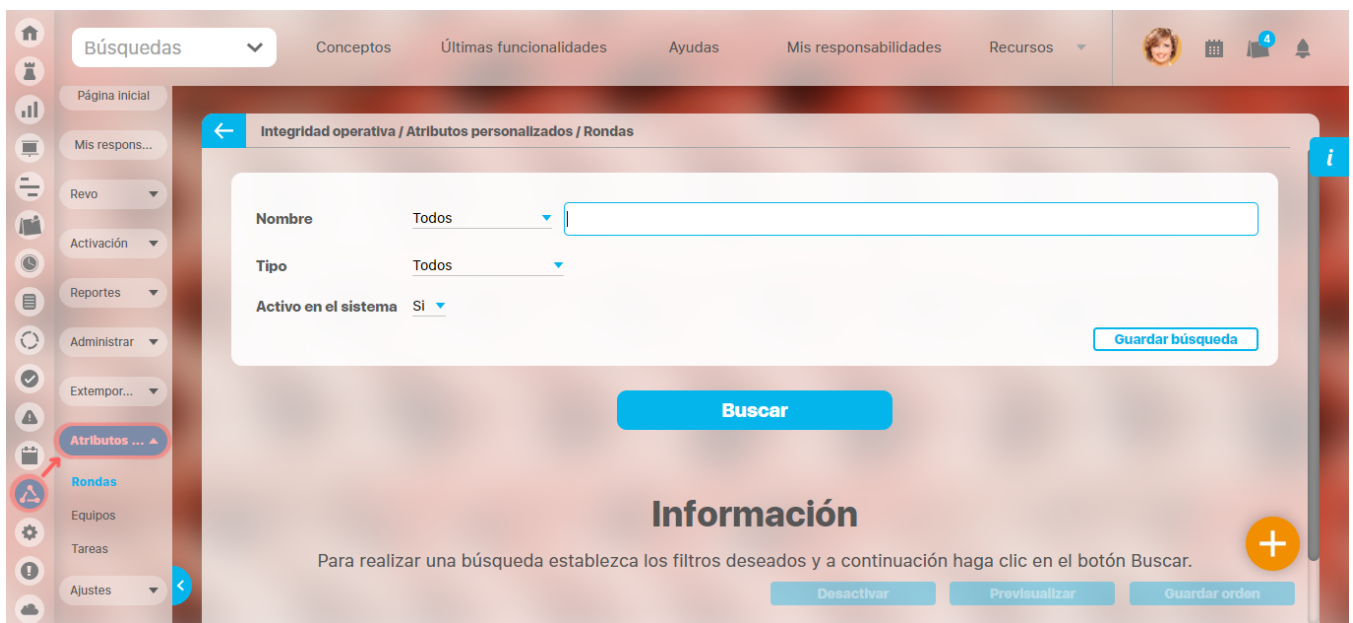 Búsquedas
Conceptos
Últimas funcionalidades
Ayudas
Mis responsabilidades
Recursos
4
Página inicial
Mis respons...
Revo
Activación
Reportes
Administrar
Extempor...
Atributos ...
Rondas
Equipos
Tareas
Ajustes
Integridad operativa / Atributos personalizados / Rondas
i
Nombre Todos
Tipo Todos
Activo en el sistema Si
Guardar búsqueda
Buscar
Información
Para realizar una búsqueda establezca los filtros deseados y a continuación haga clic en el botón Buscar.
Desactivar Previsualizar Guardar orden